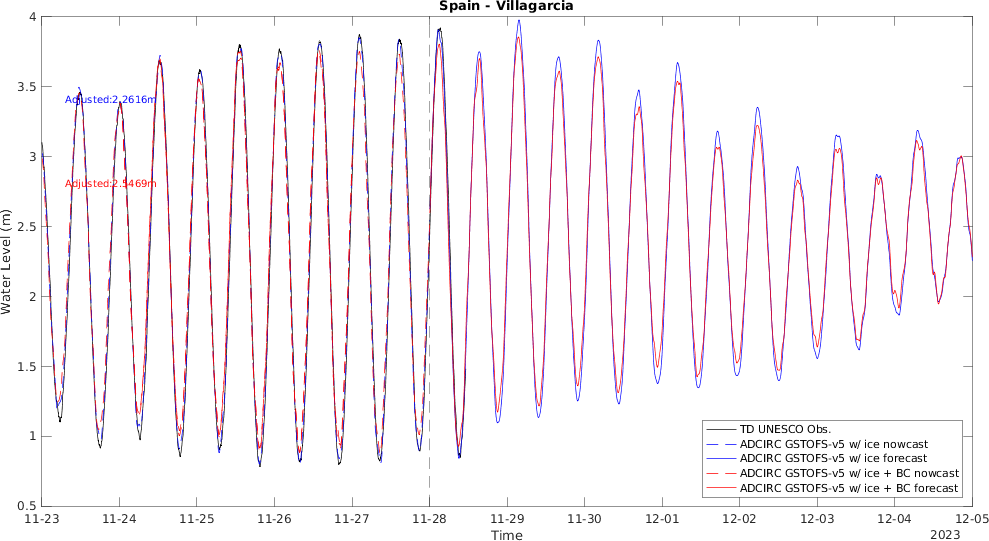 Spain - Villagarcia
Water Level (m)
4
3.5
3
2.5
2
1.5
1
0.5
Adjusted:2.2616m
Adjusted:2.5469m
TD UNESCO Obs.
ADCIRC GSTOFS-v5 w/ ice nowcast
ADCIRC GSTOFS-v5 w/ ice forecast
ADCIRC GSTOFS-v5 w/ ice + BC nowcast
ADCIRC GSTOFS-v5 w/ ice + BC forecast
11-23 11-24 11-25 11-26 11-27 11-28 11-29 11-30 12-01 12-02 12-03 12-04 12-05
Time
2023